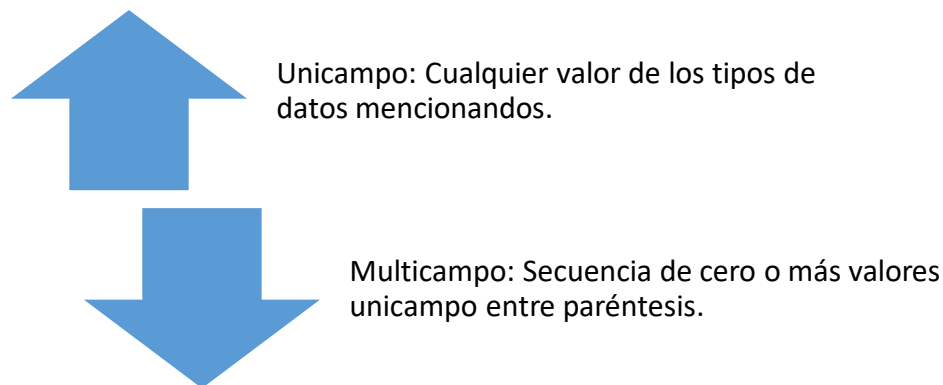 Unicampo: Cualquier valor de los tipos de
datos mencionandos.
Multicampo: Secuencia de cero o más valores
unicampo entre paréntesis.